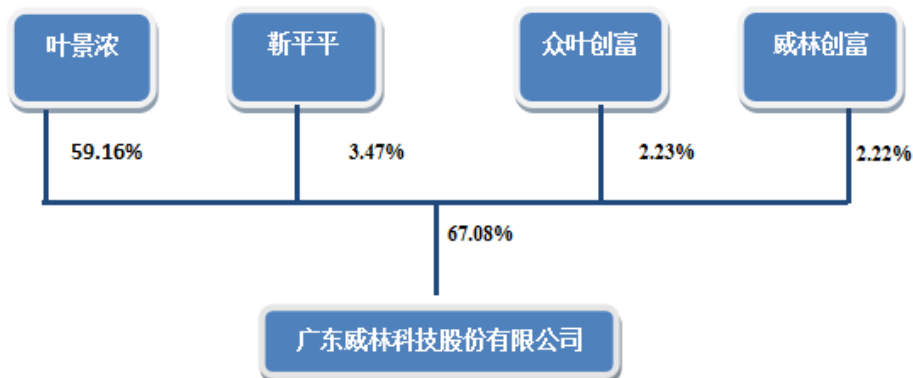 叶景浓
靳平平
众叶创富
威林创富
59.16%
3.47%
2.23%
2.22%
67.08%
广东威林科技股份有限公司